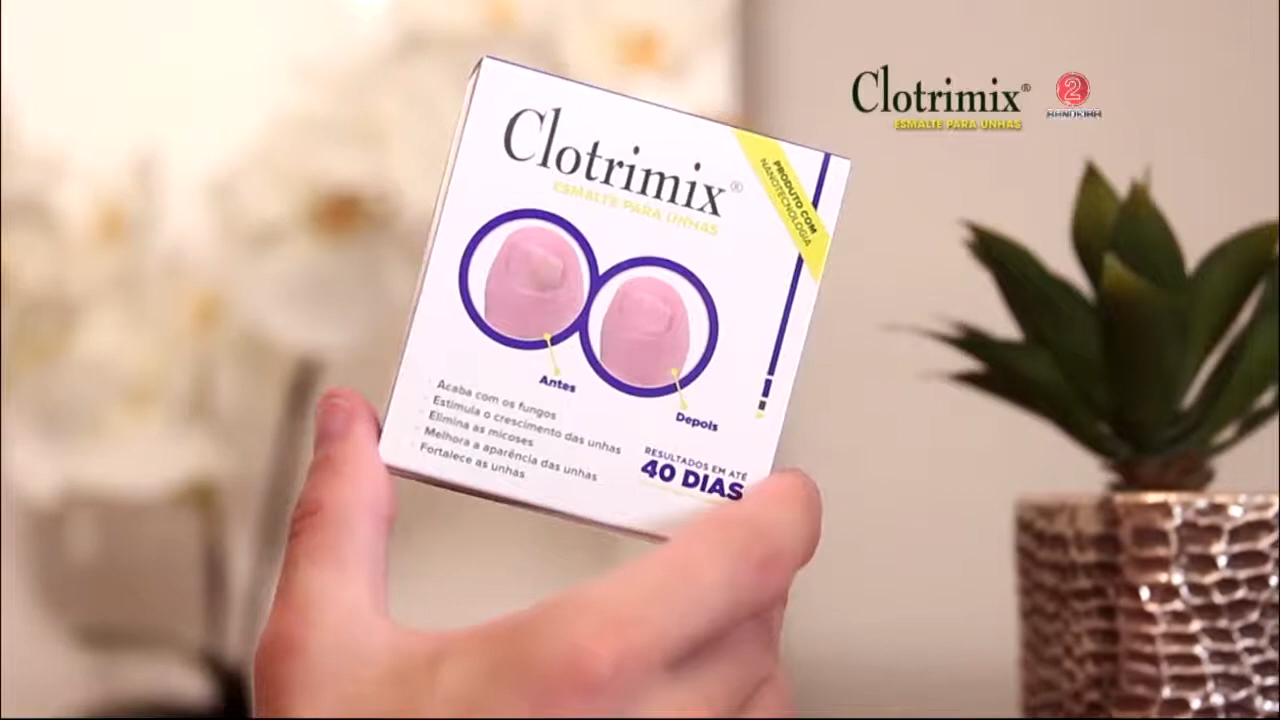 Clotrimix®
ESMALTE PARA UNHAS
2
Clotrimix®
ESMALTE PARA UNHAS
PRODUTO COM
NANOTECNOLOGIA
Antes
Depois
Acaba com os fungos
Estimula o crescimento das unhas
Elimina as micoses
Melhora a aparência das unhas
Fortalece as unhas
RESULTADOS EM ATÉ
40 DIAS